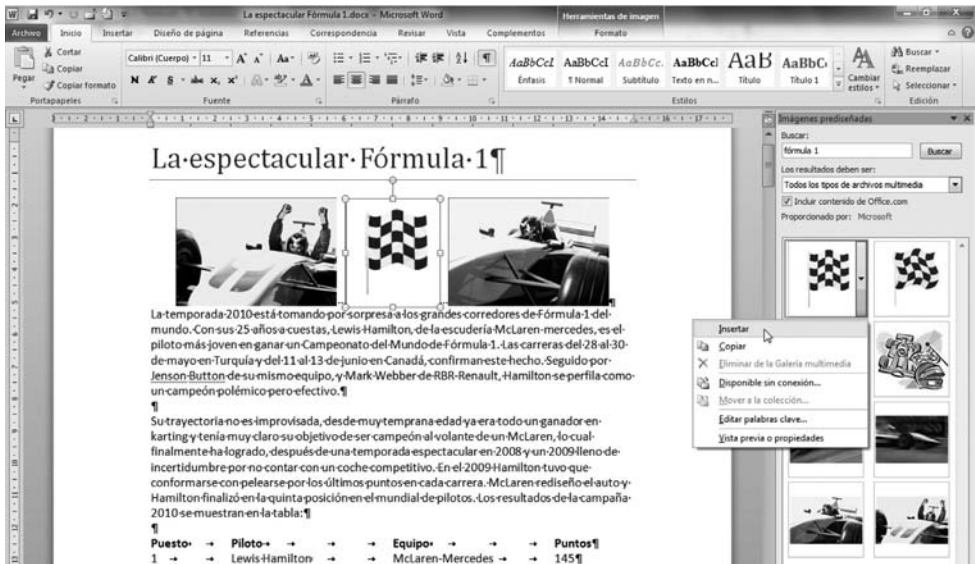 La espectacular Fórmula 1.docx - Microsoft Word
Herramientas de imagen
Archivo Inicio Insertar Diseño de página Referencias Correspondencia Revisar Vista Complementos Formato
Pegar
Cortar
Copiar
Copiar formato
Portapapeles
Calibri (Cuerpo) 11
N K S abc x, x²
Fuente
Párrafo
AaBbCcI AaBbCcI AaBbCc. AaBbCcI AaB AaBbC
Énfasis ¶ Normal Subtítulo Texto en n... Título Título 1
Cambiar estilos
Estilos
Buscar
Reemplazar
Seleccionar
Edición
La·espectacular·Fórmula·1¶
La·temporada·2010·está·tomando·por·sorpresa·a·los·grandes·corredores·de·Fórmula·1·del·
mundo.·Con·sus·25·años·a·cuestas,·Lewis·Hamilton,·de·la·escudería·McLaren-mercedes,·es·el·
piloto·más·joven·en·ganar·un·Campeonato·del·Mundo·de·Fórmula·1.·Las·carreras·del·28·al·30·
de·mayo·en·Turquía·y·del·11·al·13·de·junio·en·Canadá,·confirman·este·hecho.·Seguido·por·
Jenson·Button·de·su·mismo·equipo,·y·Mark·Webber·de·RBR-Renault,·Hamilton·se·perfila·como·
un·campeón·polémico·pero·efectivo.¶
¶
Su·trayectoria·no·es·improvisada,·desde·muy·temprana·edad·ya·era·todo·un·ganador·en·
karting·y·tenía·muy·claro·su·objetivo·de·ser·campeón·al·volante·de·un·McLaren,·lo·cual·
finalmente·ha·logrado,·después·de·una·temporada·espectacular·en·2008·y·un·2009·lleno·de·
incertidumbre·por·no·contar·con·un·coche·competitivo.·En·el·2009·Hamilton·tuvo·que·
conformarse·con·pelearse·por·los·últimos·puntos·en·cada·carrera.·McLaren·rediseño·el·auto·y·
Hamilton·finalizó·en·la·quinta·posición·en·el·mundial·de·pilotos.·Los·resultados·de·la·campaña·
2010·se·muestran·en·la·tabla:¶
¶
Puesto· → Piloto·→ → → Equipo· → → → Puntos¶
1 → Lewis·Hamilton· → → McLaren-Mercedes → → 145¶
Imágenes prediseñadas
Buscar:
fórmula 1 Buscar
Los resultados deben ser:
Todos los tipos de archivos multimedia
Incluir contenido de Office.com
Proporcionado por: Microsoft
Insertar
Copiar
Eliminar de la Galería multimedia
Disponible sin conexión...
Mover a la colección...
Editar palabras clave...
Vista previa o propiedades